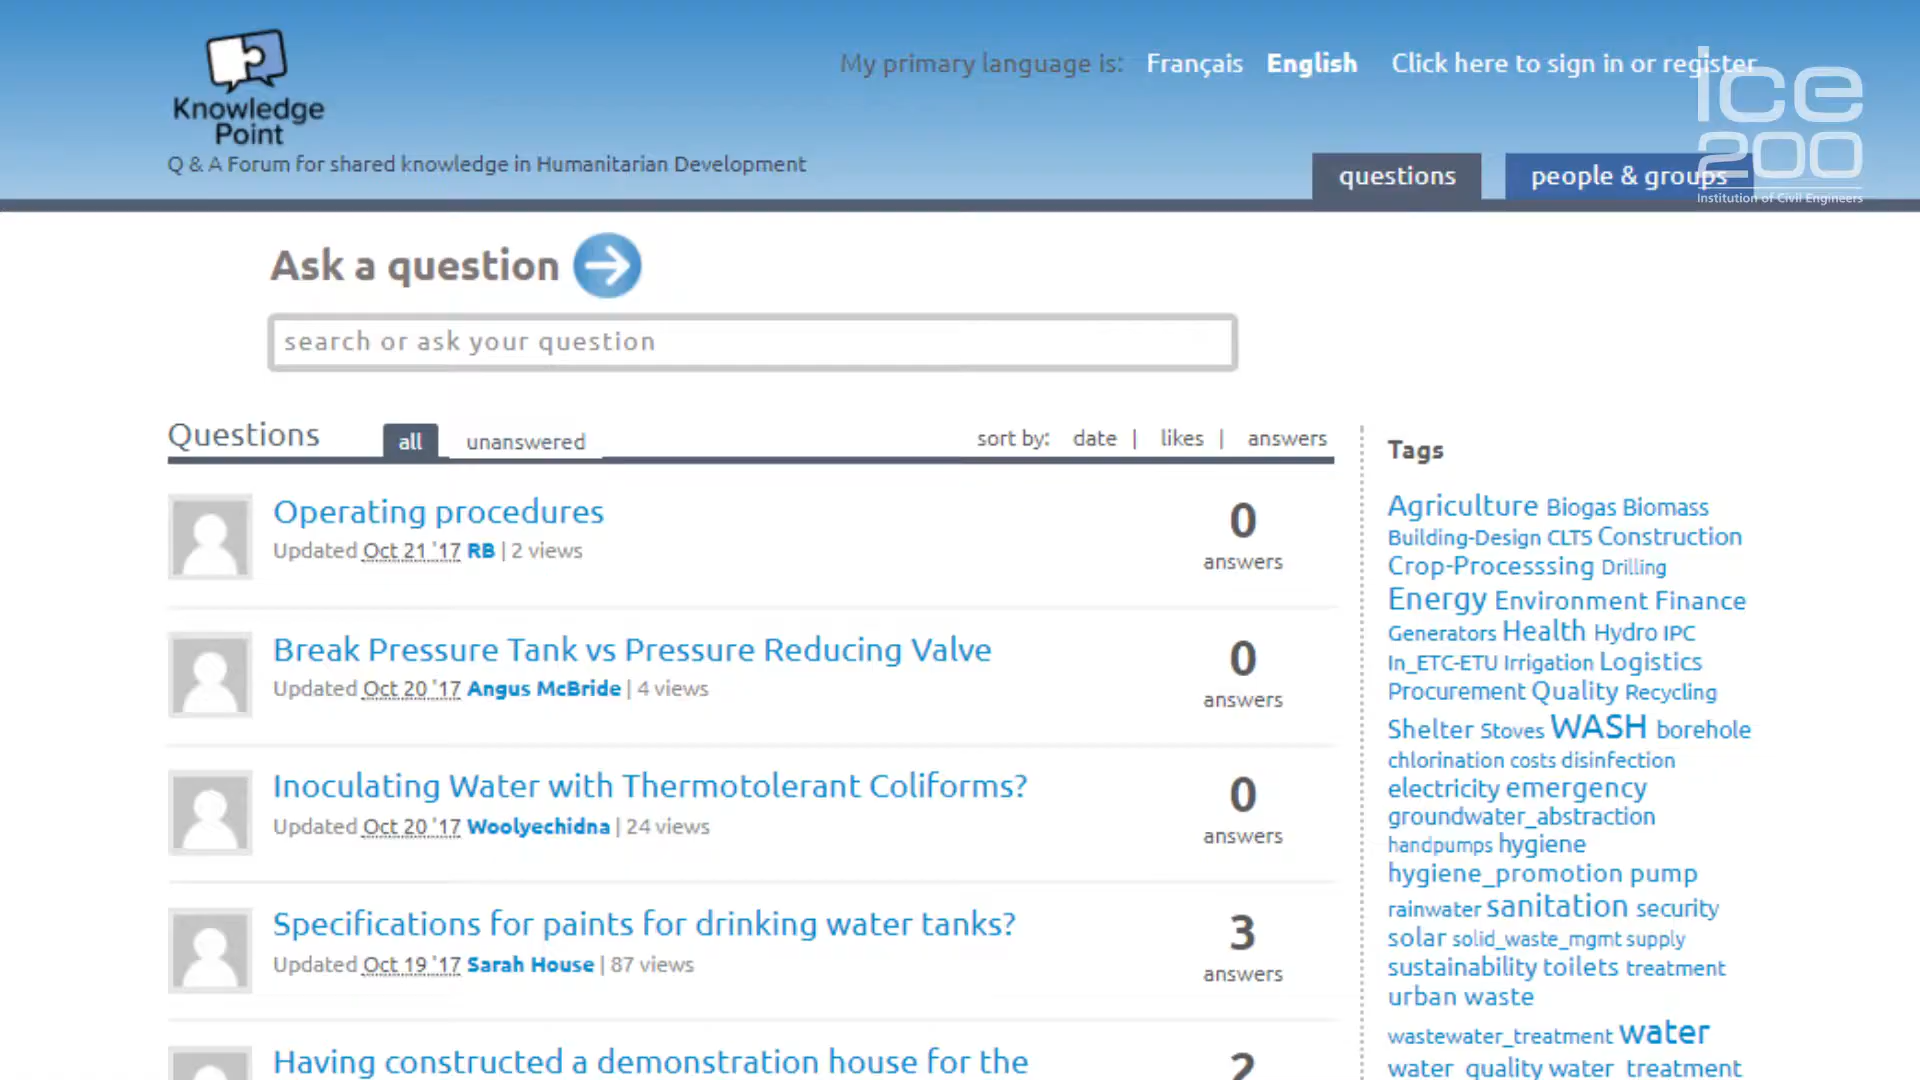 Knowledge
Point
Q & A Forum for shared knowledge in Humanitarian Development
My primary language is: Français English Click here to sign in or register
ice
200
Institution of Civil Engineers
questions people & groups
Ask a question
search or ask your question
Questions all unanswered sort by: date | likes | answers
Operating procedures
Updated Oct 21 '17 RB | 2 views
0
answers
Break Pressure Tank vs Pressure Reducing Valve
Updated Oct 20 '17 Angus McBride | 4 views
0
answers
Inoculating Water with Thermotolerant Coliforms?
Updated Oct 20 '17 Woolyechidna | 24 views
0
answers
Specifications for paints for drinking water tanks?
Updated Oct 19 '17 Sarah House | 87 views
3
answers
Having constructed a demonstration house for the
2
Tags
Agriculture Biogas Biomass
Building-Design CLTS Construction
Crop-Processsing Drilling
Energy Environment Finance
Generators Health Hydro IPC
In_ETC-ETU Irrigation Logistics
Procurement Quality Recycling
Shelter Stoves WASH borehole
chlorination costs disinfection
electricity emergency
groundwater_abstraction
handpumps hygiene
hygiene_promotion pump
rainwater sanitation security
solar solid_waste_mgmt supply
sustainability toilets treatment
urban waste
wastewater_treatment water
water_quality water_treatment